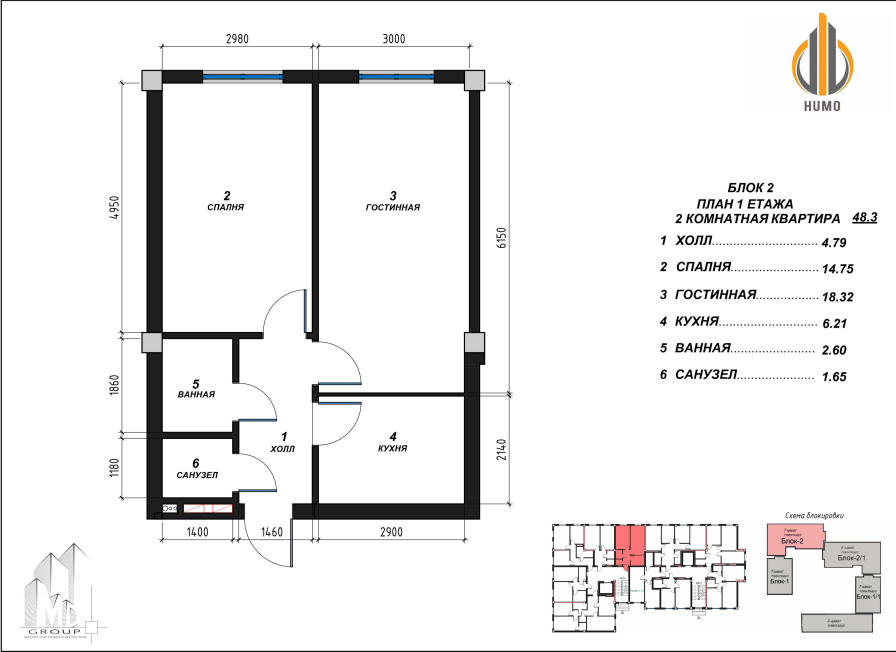 2980
3000
HUMO
4950
2
СПАЛНЯ
3
ГОСТИННАЯ
6150
БЛОК 2
ПЛАН 1 ЕТАЖА
2 КОМНАТНАЯ КВАРТИРА 48.3
1 ХОЛЛ............................ 4.79
2 СПАЛНЯ....................... 14.75
3 ГОСТИННАЯ.................. 18.32
4 КУХНЯ.......................... 6.21
5 ВАННАЯ....................... 2.60
6 САНУЗЕЛ..................... 1.65
1860
5
ВАННАЯ
1
ХОЛЛ
4
КУХНЯ
2140
1180
6
САНУЗЕЛ
1400
1460
2900
Схема блокировки
Блок-2
Блок-2/1
Блок-1
Блок-1/1
MD
GROUP